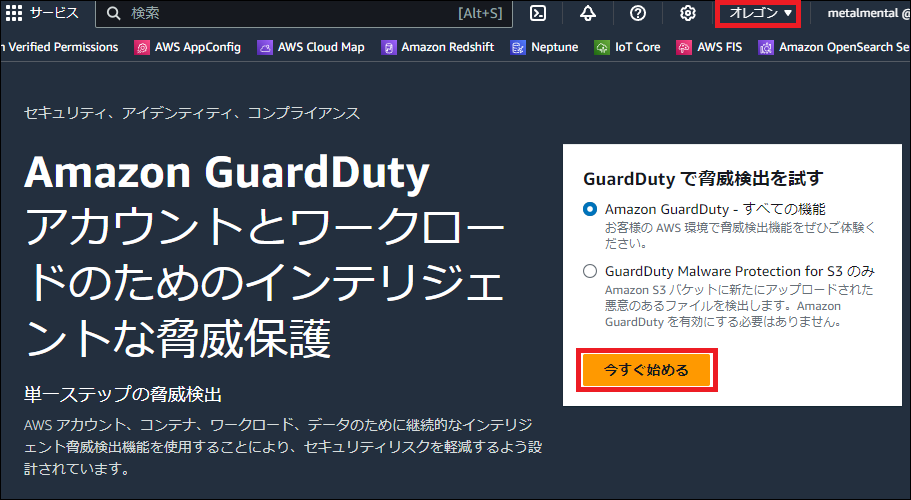 サービス
検索
[Alt+S]
オレゴン ▼
metalmental @
Verified Permissions
AWS AppConfig
AWS Cloud Map
Amazon Redshift
Neptune
IoT Core
AWS FIS
Amazon OpenSearch Se
セキュリティ、アイデンティティ、コンプライアンス
Amazon GuardDuty
アカウントとワークロー
ドのためのインテリジェ
ントな脅威保護
単一ステップの脅威検出
AWS アカウント、コンテナ、ワークロード、データのために継続的なインテリジ
ェント脅威検出機能を使用することにより、セキュリティリスクを軽減するよう設
計されています。
GuardDuty で脅威検出を試す
Amazon GuardDuty - すべての機能
お客様の AWS 環境で脅威検出機能をぜひご体験く
ださい。
GuardDuty Malware Protection for S3 のみ
Amazon S3 バケットに新たにアップロードされた
悪意のあるファイルを検出します。Amazon
GuardDuty を有効にする必要はありません。
今すぐ始める